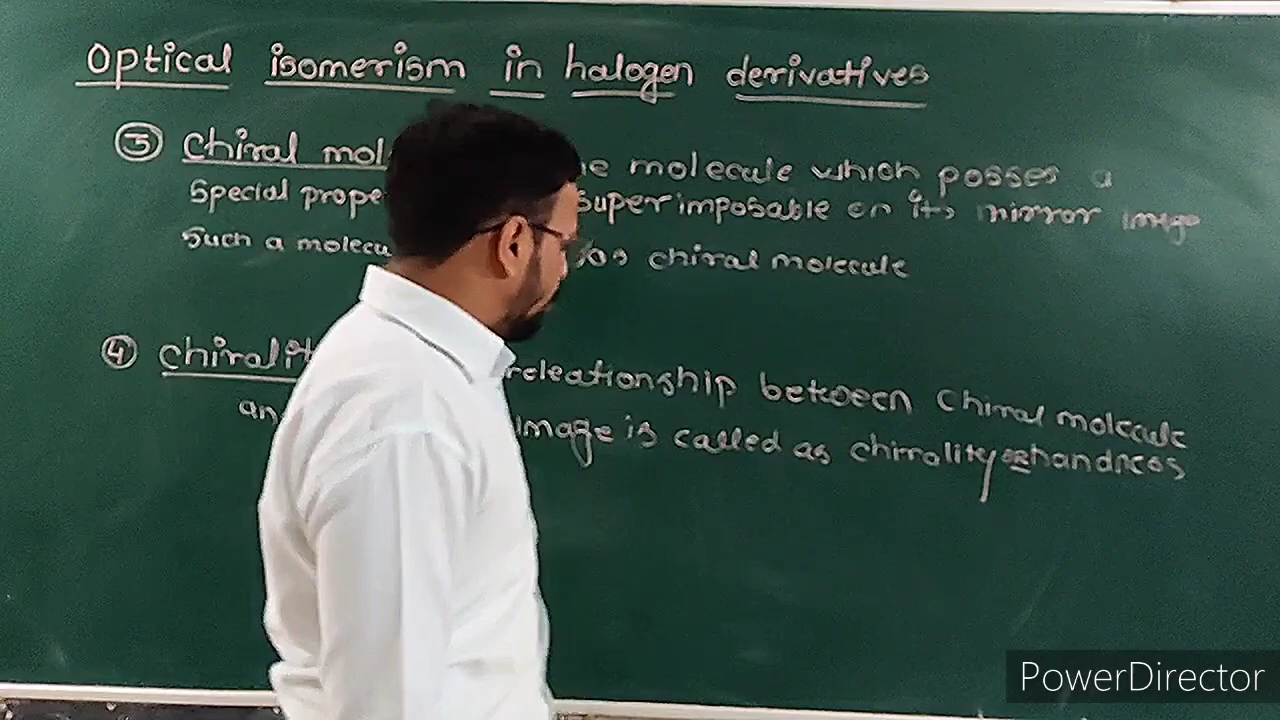 Optical isomerism in halogen derivatives
③ Chiral mol molecule which posses a
Special prope superimposable on its mirror image
Such a molecu as chiral molecule
④ chiralit releationship between chiral molecule
an image is called as chirality or handness
PowerDirector